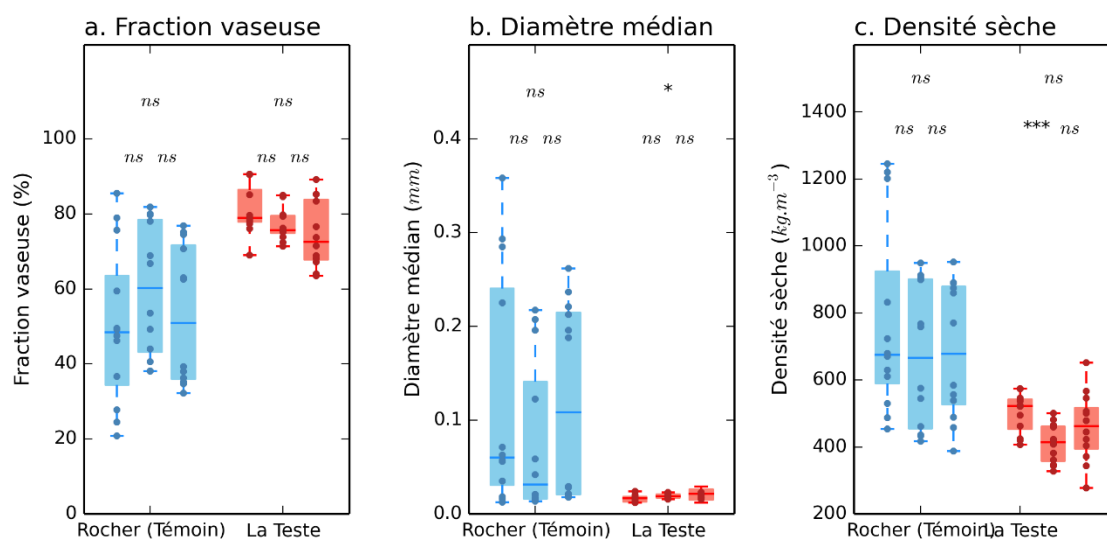 a. Fraction vaseuse
b. Diamètre médian
c. Densité sèche
Fraction vaseuse (%)
100
80
60
40
20
0
ns
ns
ns ns
ns ns
Rocher (Témoin)
La Teste
Diamètre médian (mm)
0.4
0.3
0.2
0.1
0.0
ns
*
ns ns
ns ns
Rocher (Témoin)
La Teste
Densité sèche (kg.m⁻³)
1400
1200
1000
800
600
400
200
ns
ns
ns ns
*** ns
Rocher (Témoin)
La Teste